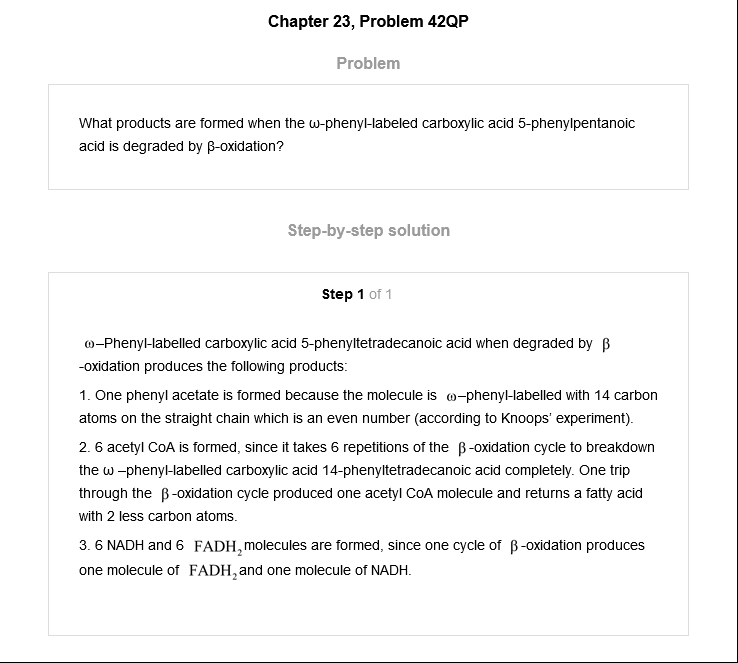 Chapter 23, Problem 42QP
Problem
What products are formed when the ω-phenyl-labeled carboxylic acid 5-phenylpentanoic
acid is degraded by β-oxidation?
Step-by-step solution
Step 1 of 1
ω–Phenyl-labelled carboxylic acid 5-phenyltetradecanoic acid when degraded by β
-oxidation produces the following products:
1. One phenyl acetate is formed because the molecule is ω–phenyl-labelled with 14 carbon
atoms on the straight chain which is an even number (according to Knoops’ experiment).
2. 6 acetyl CoA is formed, since it takes 6 repetitions of the β-oxidation cycle to breakdown
the ω –phenyl-labelled carboxylic acid 14-phenyltetradecanoic acid completely. One trip
through the β-oxidation cycle produced one acetyl CoA molecule and returns a fatty acid
with 2 less carbon atoms.
3. 6 NADH and 6 FADH₂ molecules are formed, since one cycle of β-oxidation produces
one molecule of FADH₂ and one molecule of NADH.